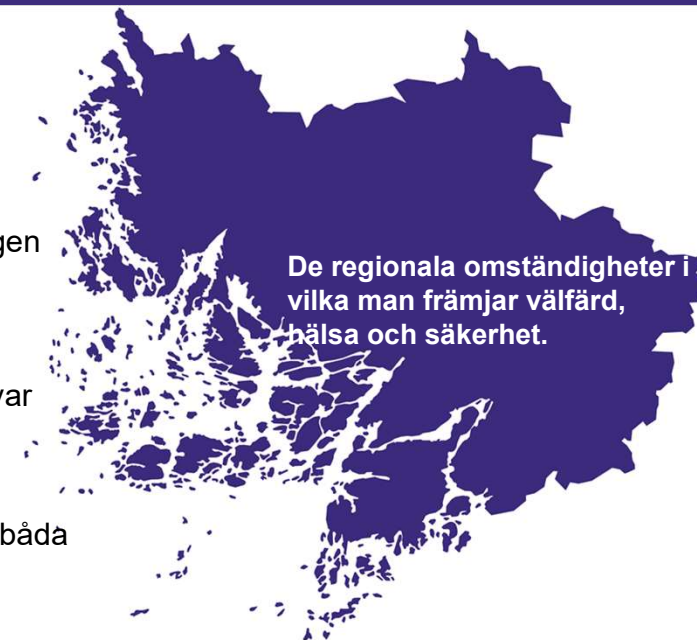 gen
De regionala omständigheter i
vilka man främjar välfärd,
hälsa och säkerhet.
var
båda